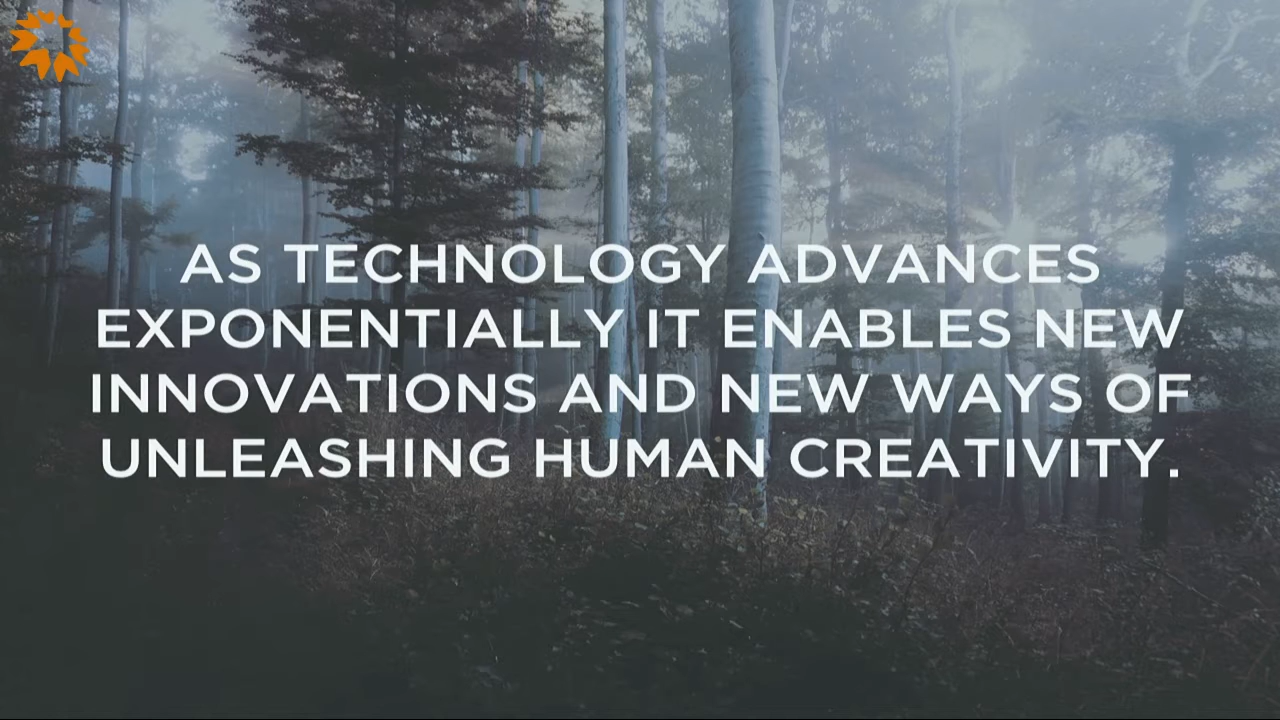 AS TECHNOLOGY ADVANCES
EXPONENTIALLY IT ENABLES NEW
INNOVATIONS AND NEW WAYS OF
UNLEASHING HUMAN CREATIVITY.